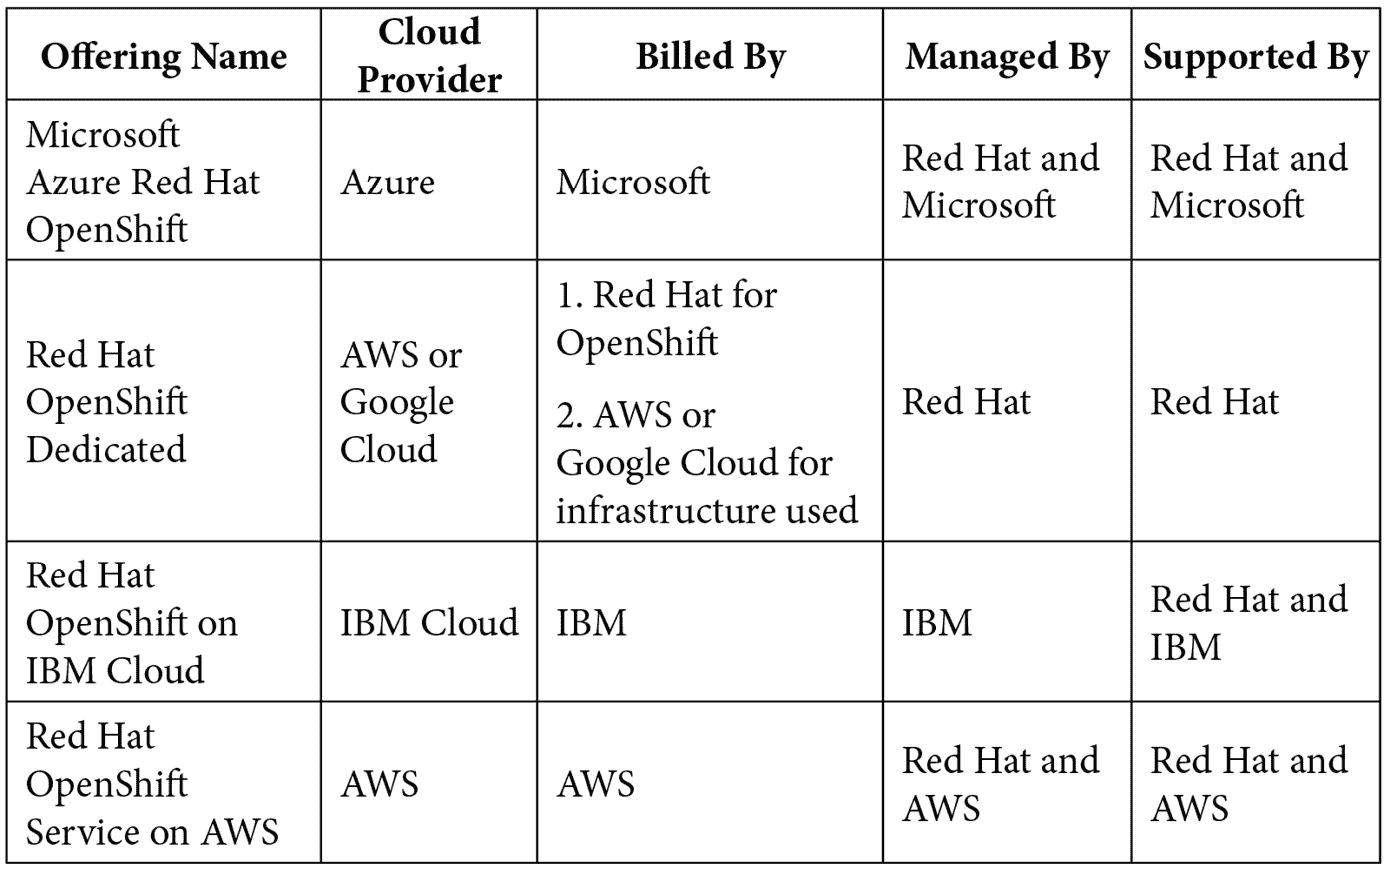 Offering Name
Cloud
Provider
Billed By
Managed By
Supported By
Microsoft
Azure Red Hat
OpenShift
Azure
Microsoft
Red Hat and
Microsoft
Red Hat and
Microsoft
Red Hat
OpenShift
Dedicated
AWS or
Google
Cloud
1. Red Hat for
OpenShift
2. AWS or
Google Cloud for
infrastructure used
Red Hat
Red Hat
Red Hat
OpenShift on
IBM Cloud
IBM Cloud
IBM
IBM
Red Hat and
IBM
Red Hat
OpenShift
Service on AWS
AWS
AWS
Red Hat and
AWS
Red Hat and
AWS